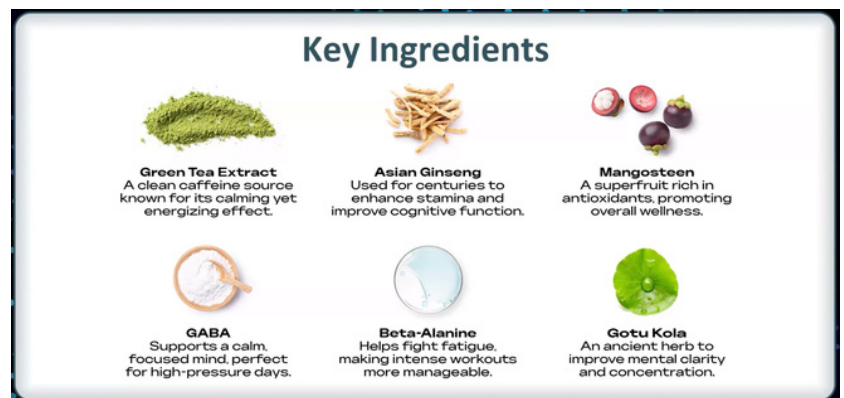 Key Ingredients
Green Tea Extract
A clean caffeine source
known for its calming yet
energizing effect.
Asian Ginseng
Used for centuries to
enhance stamina and
improve cognitive function.
Mangosteen
A superfruit rich in
antioxidants, promoting
overall wellness.
GABA
Supports a calm,
focused mind, perfect
for high-pressure days.
Beta-Alanine
Helps fight fatigue,
making intense workouts
more manageable.
Gotu Kola
An ancient herb to
improve mental clarity
and concentration.